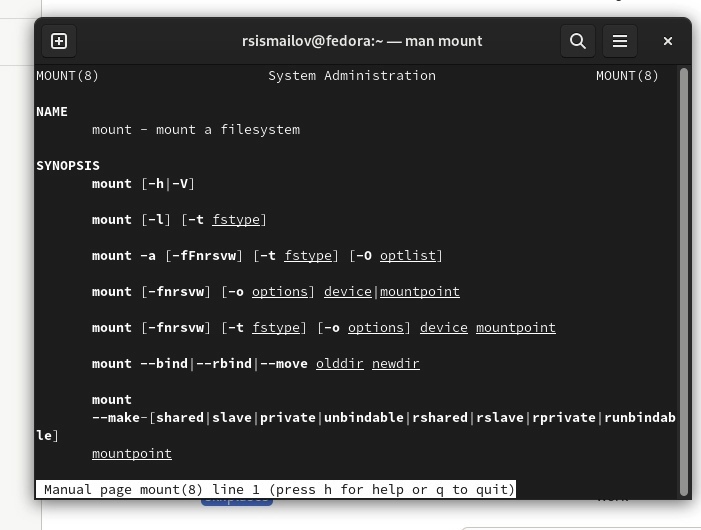 rsismailov@fedora:~ — man mount
MOUNT(8) System Administration MOUNT(8)
NAME
mount - mount a filesystem
SYNOPSIS
mount [-h|-V]
mount [-l] [-t fstype]
mount -a [-fFnrsvw] [-t fstype] [-O optlist]
mount [-fnrsvw] [-o options] device|mountpoint
mount [-fnrsvw] [-t fstype] [-o options] device mountpoint
mount --bind|--rbind|--move olddir newdir
mount
--make-[shared|slave|private|unbindable|rshared|rslave|rprivate|runbindab
le]
mountpoint
Manual page mount(8) line 1 (press h for help or q to quit)